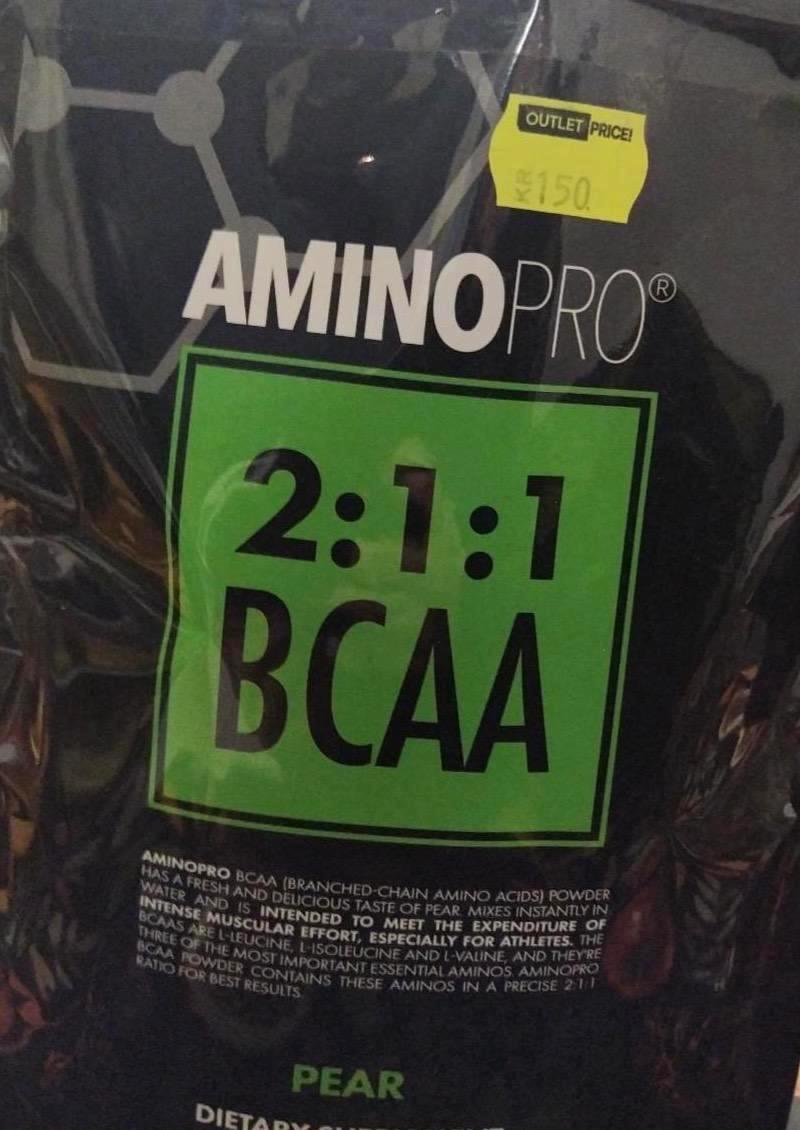 OUTLET PRICE!
KR 150.
AMINOPRO®
2:1:1
BCAA
AMINOPRO BCAA (BRANCHED-CHAIN AMINO ACIDS) POWDER
HAS A FRESH AND DELICIOUS TASTE OF PEAR. MIXES INSTANTLY IN
WATER AND IS INTENDED TO MEET THE EXPENDITURE OF
INTENSE MUSCULAR EFFORT, ESPECIALLY FOR ATHLETES. THE
BCAAS ARE L-LEUCINE, L-ISOLEUCINE AND L-VALINE, AND THEY'RE
THREE OF THE MOST IMPORTANT ESSENTIAL AMINOS. AMINOPRO
BCAA POWDER CONTAINS THESE AMINOS IN A PRECISE 2:1:1
RATIO FOR BEST RESULTS.
PEAR
DIETARY